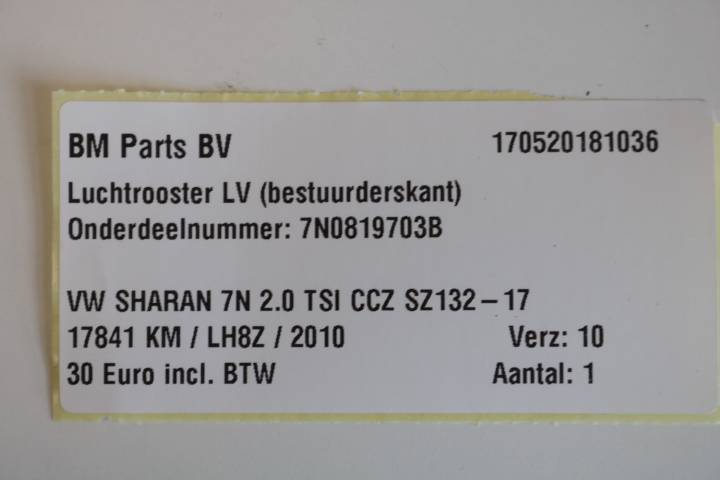 BM Parts BV 170520181036
Luchtrooster LV (bestuurderskant)
Onderdeelnummer: 7N0819703B
VW SHARAN 7N 2.0 TSI CCZ SZ132-17
17841 KM / LH8Z / 2010 Verz: 10
30 Euro incl. BTW Aantal: 1